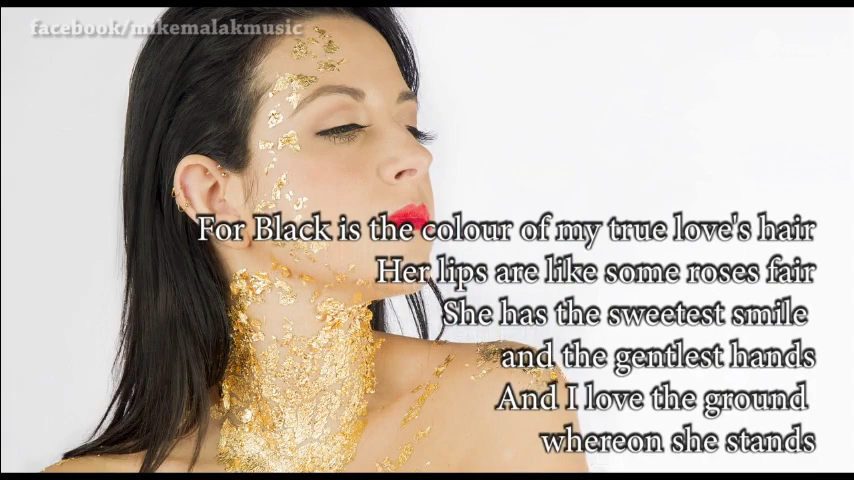 facebook/mikemalakmusic
For Black is the colour of my true love's hair
Her lips are like some roses fair
She has the sweetest smile
and the gentlest hands
And I love the ground
whereon she stands